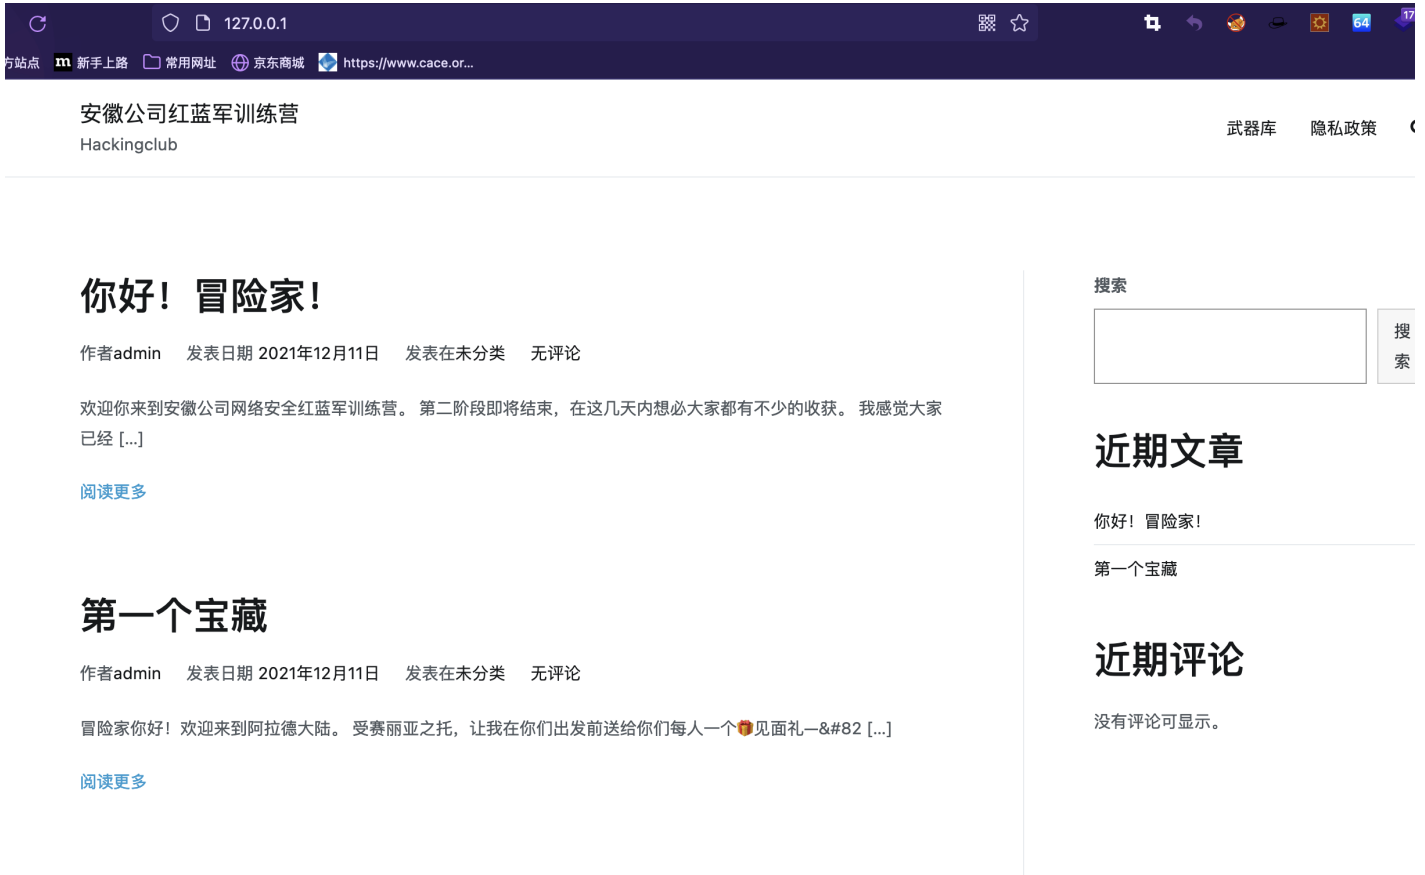 127.0.0.1
64
17
方站点 m 新手上路 常用网址 京东商城 https://www.cace.or...
安徽公司红蓝军训练营
Hackingclub
武器库 隐私政策
你好！冒险家！
作者admin 发表日期 2021年12月11日 发表在未分类 无评论
欢迎你来到安徽公司网络安全红蓝军训练营。 第二阶段即将结束，在这几天内想必大家都有不少的收获。 我感觉大家
已经 [...]
阅读更多
第一个宝藏
作者admin 发表日期 2021年12月11日 发表在未分类 无评论
冒险家你好！欢迎来到阿拉德大陆。 受赛丽亚之托，让我在你们出发前送给你们每人一个🎁见面礼—&#82 [...]
阅读更多
搜索
搜
索
近期文章
你好！冒险家！
第一个宝藏
近期评论
没有评论可显示。